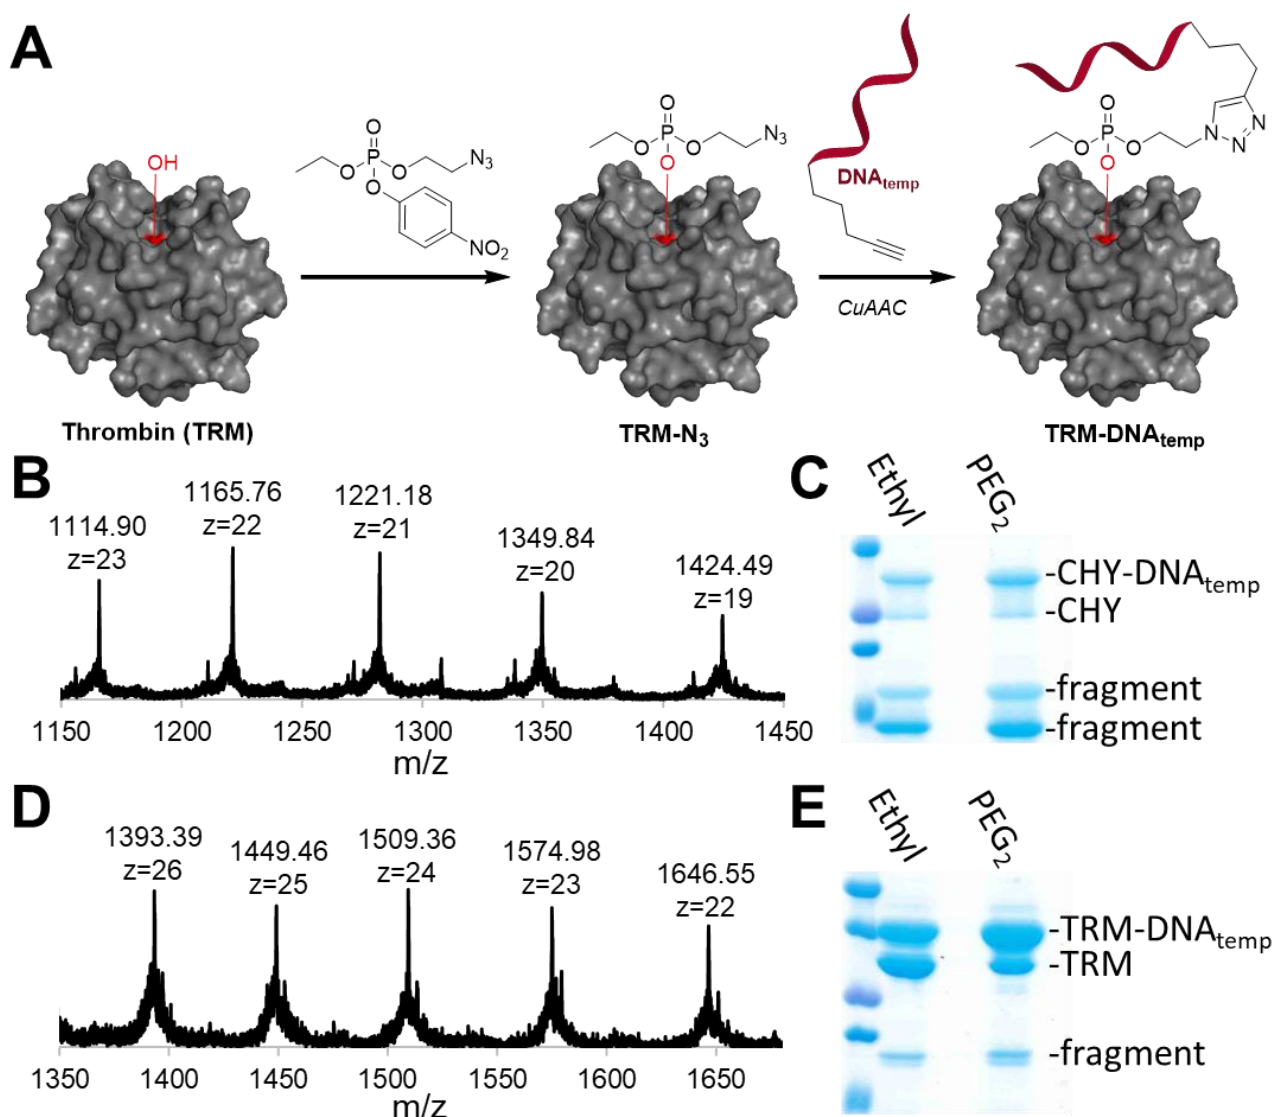 A
OH
O
P
O
O
O
N3
NO2
O
P
O
O
O
N3
DNAtemp
CuAAC
O
P
O
O
O
N
N
N
Thrombin (TRM)
TRM-N3
TRM-DNAtemp
B
1114.90
z=23
1165.76
z=22
1221.18
z=21
1349.84
z=20
1424.49
z=19
1150 1200 1250 1300 1350 1400 1450
m/z
C
Ethyl
PEG2
-CHY-DNAtemp
-CHY
-fragment
-fragment
D
1393.39
z=26
1449.46
z=25
1509.36
z=24
1574.98
z=23
1646.55
z=22
1350 1400 1450 1500 1550 1600 1650
m/z
E
Ethyl
PEG2
-TRM-DNAtemp
-TRM
-fragment